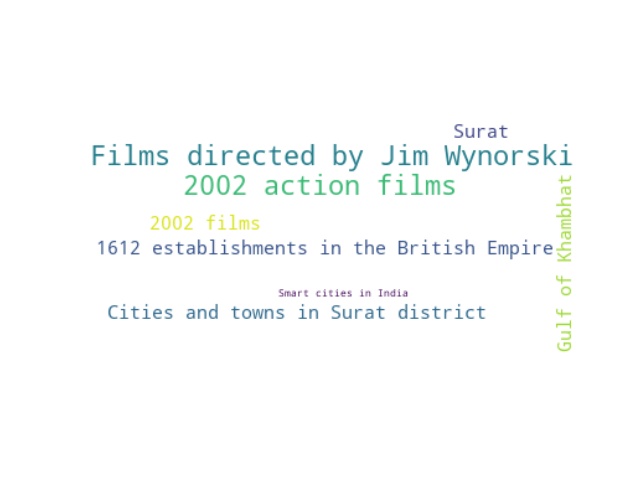 Surat
Films directed by Jim Wynorski
2002 action films
2002 films
1612 establishments in the British Empire
Smart cities in India
Cities and towns in Surat district
Gulf of Khambhat